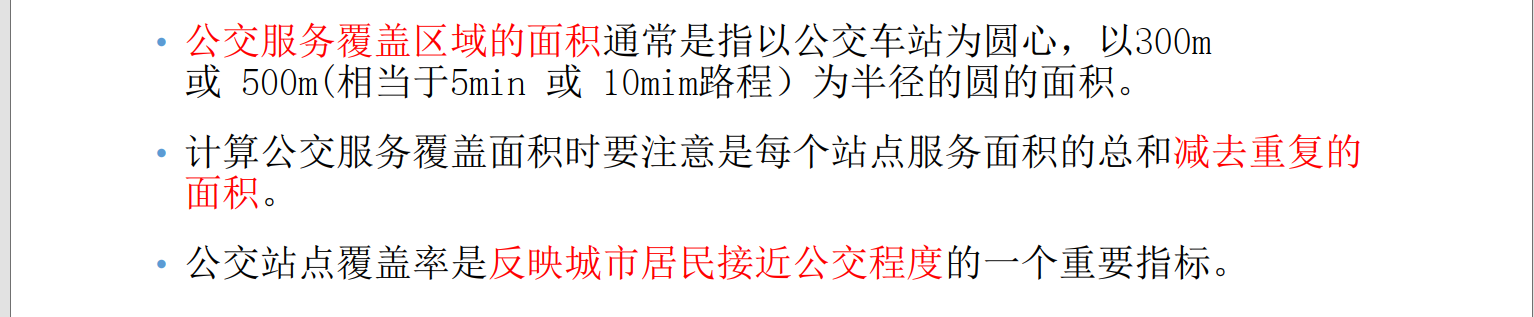 • 公交服务覆盖区域的面积通常是指以公交车站为圆心，以300m
或 500m(相当于5min 或 10mim路程）为半径的圆的面积。
• 计算公交服务覆盖面积时要注意是每个站点服务面积的总和减去重复的
面积。
• 公交站点覆盖率是反映城市居民接近公交程度的一个重要指标。